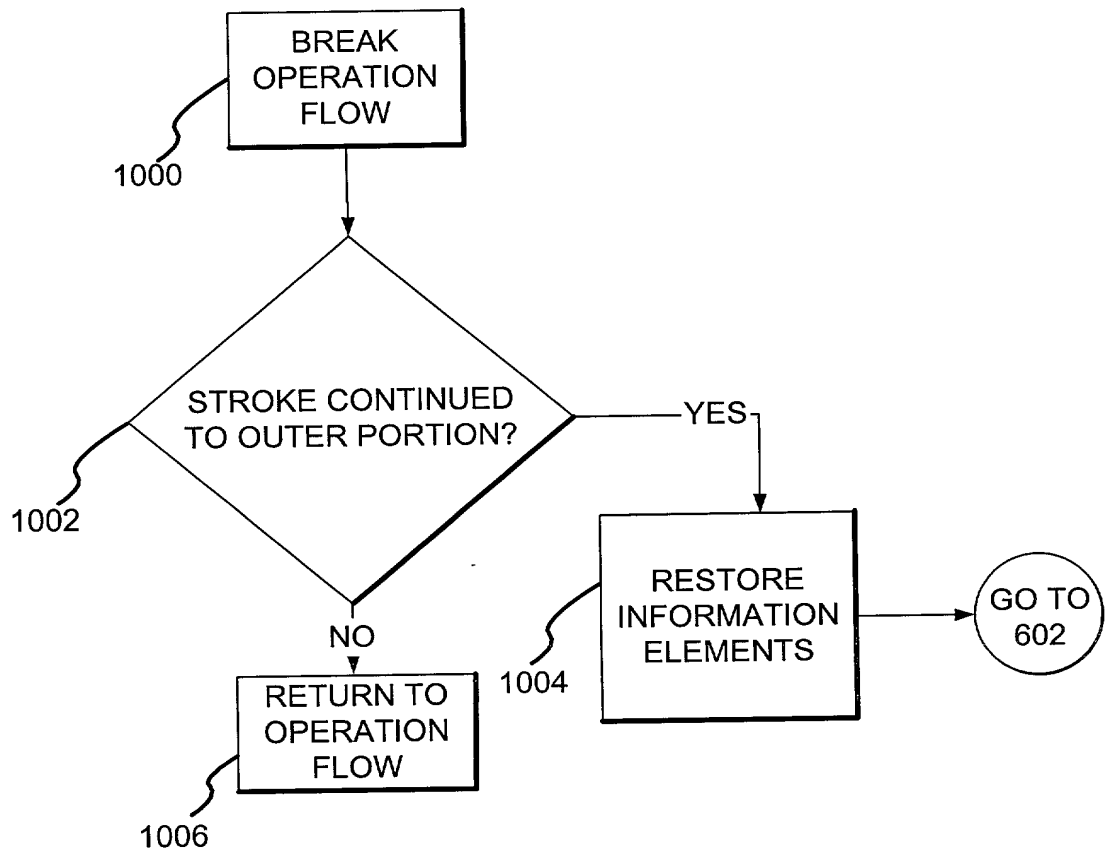 BREAK
OPERATION
FLOW
1000
STROKE CONTINUED
TO OUTER PORTION?
1002
YES
RESTORE
INFORMATION
ELEMENTS
1004
GO TO
602
NO
RETURN TO
OPERATION
FLOW
1006